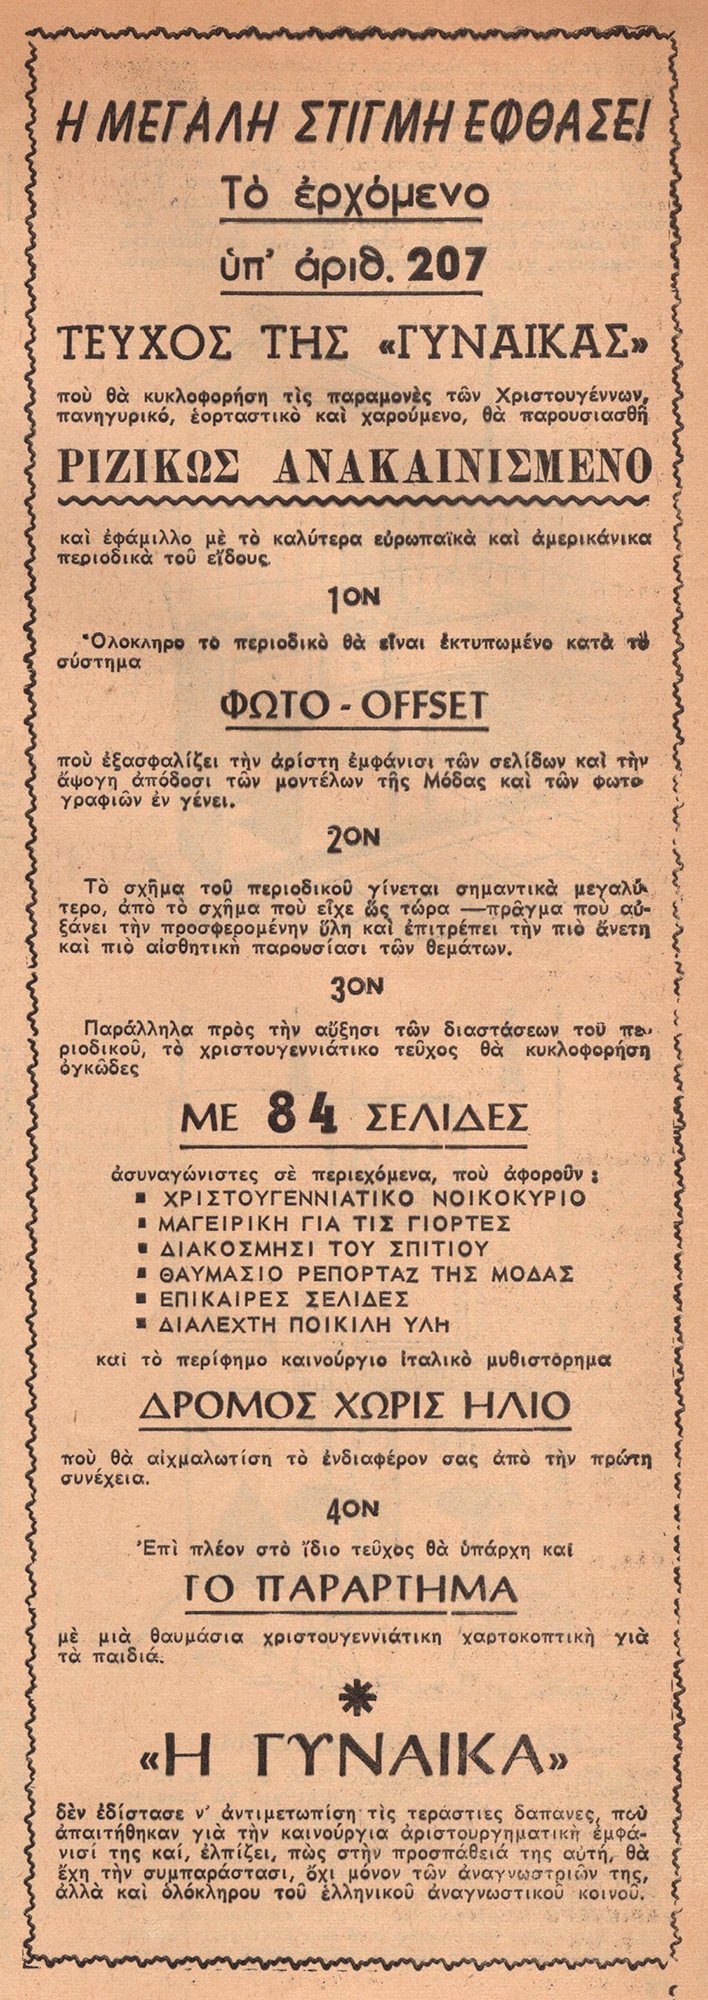 Η ΜΕΓΑΛΗ ΣΤΙΓΜΗ ΕΦΘΑΣΕ!
Τὸ ἐρχόμενο
ὑπ' ἀριθ. 207
ΤΕΥΧΟΣ ΤΗΣ «ΓΥΝΑΙΚΑΣ»
ποὺ θὰ κυκλοφορήση τὶς παραμονὲς τῶν Χριστουγέννων,
πανηγυρικό, ἑορταστικὸ καὶ χαρούμενο, θὰ παρουσιασθῆ
ΡΙΖΙΚΩΣ ΑΝΑΚΑΙΝΙΣΜΕΝΟ
καὶ ἐφάμιλλο μὲ τὸ καλύτερα εὐρωπαϊκὰ καὶ ἀμερικάνικα
περιοδικὰ τοῦ εἴδους.
1ΟΝ
Ὁλόκληρο τὸ περιοδικὸ θὰ εἶναι ἐκτυπωμένο κατὰ τὸ
σύστημα
ΦΩΤΟ - OFFSET
ποὺ ἐξασφαλίζει τὴν ἀρίστη ἐμφάνισι τῶν σελίδων καὶ τὴν
ἄψογη ἀπόδοσι τῶν μοντέλων τῆς Μόδας καὶ τῶν φωτο
γραφιῶν ἐν γένει.
2ΟΝ
Τὸ σχῆμα τοῦ περιοδικοῦ γίνεται σημαντικὰ μεγαλύ-
τερο, ἀπὸ τὸ σχῆμα ποὺ εἶχε ὣς τώρα —πρᾶγμα ποὺ αὐ-
ξάνει τὴν προσφερομένην ὕλη καὶ ἐπιτρέπει τὴν πιὸ ἄνετη
καὶ πιὸ αἰσθητικὴ παρουσίασι τῶν θεμάτων.
3ΟΝ
Παράλληλα πρὸς τὴν αὔξησι τῶν διαστάσεων τοῦ πε-
ριοδικοῦ, τὸ χριστουγεννιάτικο τεῦχος θὰ κυκλοφορήση
ὀγκῶδες
ΜΕ 84 ΣΕΛΙΔΕΣ
ἀσυναγώνιστες σὲ περιεχόμενα, ποὺ ἀφοροῦν:
■ ΧΡΙΣΤΟΥΓΕΝΝΙΑΤΙΚΟ ΝΟΙΚΟΚΥΡΙΟ
■ ΜΑΓΕΙΡΙΚΗ ΓΙΑ ΤΙΣ ΓΙΟΡΤΕΣ
■ ΔΙΑΚΟΣΜΗΣΙ ΤΟΥ ΣΠΙΤΙΟΥ
■ ΘΑΥΜΑΣΙΟ ΡΕΠΟΡΤΑΖ ΤΗΣ ΜΟΔΑΣ
■ ΕΠΙΚΑΙΡΕΣ ΣΕΛΙΔΕΣ
■ ΔΙΑΛΕΧΤΗ ΠΟΙΚΙΛΗ ΥΛΗ
καὶ τὸ περίφημο καινούργιο ἰταλικὸ μυθιστόρημα
ΔΡΟΜΟΣ ΧΩΡΙΣ ΗΛΙΟ
ποὺ θὰ αἰχμαλωτίση τὸ ἐνδιαφέρον σας ἀπὸ τὴν πρώτη
συνέχεια.
4ΟΝ
Ἐπὶ πλέον στὸ ἴδιο τεῦχος θὰ ὑπάρχη καὶ
ΤΟ ΠΑΡΑΡΤΗΜΑ
μὲ μιὰ θαυμάσια χριστουγεννιάτικη χαρτοκοπτικὴ γιὰ
τὰ παιδιά.
*
«Η ΓΥΝΑΙΚΑ»
δὲν ἐδίστασε ν' ἀντιμετωπίση τὶς τεράστιες δαπανες, ποὺ
ἀπαιτήθηκαν γιὰ τὴν καινούργια ἀριστουργηματικὴ ἐμφά-
νισί της καί, ἐλπίζει, πὼς στὴν προσπάθειά της αὐτή, θὰ
ἔχη τὴν συμπαράστασι, ὄχι μόνον τῶν ἀναγνωστριῶν της,
ἀλλὰ καὶ ὁλόκληρου τοῦ ἑλληνικοῦ ἀναγνωστικοῦ κοινοῦ.